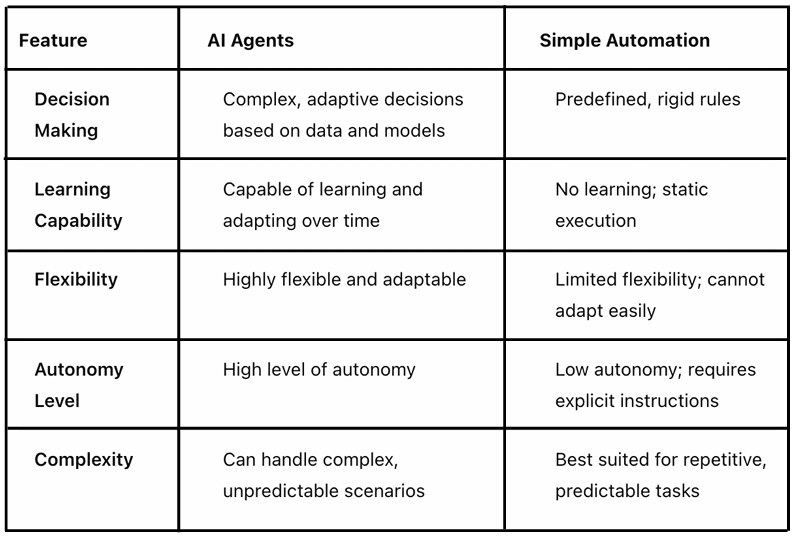 Feature AI Agents Simple Automation
Decision Complex, adaptive decisions Predefined, rigid rules
Making based on data and models
Learning Capable of learning and No learning; static
Capability adapting over time execution
Flexibility Highly flexible and adaptable Limited flexibility; cannot
adapt easily
Autonomy High level of autonomy Low autonomy; requires
Level explicit instructions
Complexity Can handle complex, Best suited for repetitive,
unpredictable scenarios predictable tasks